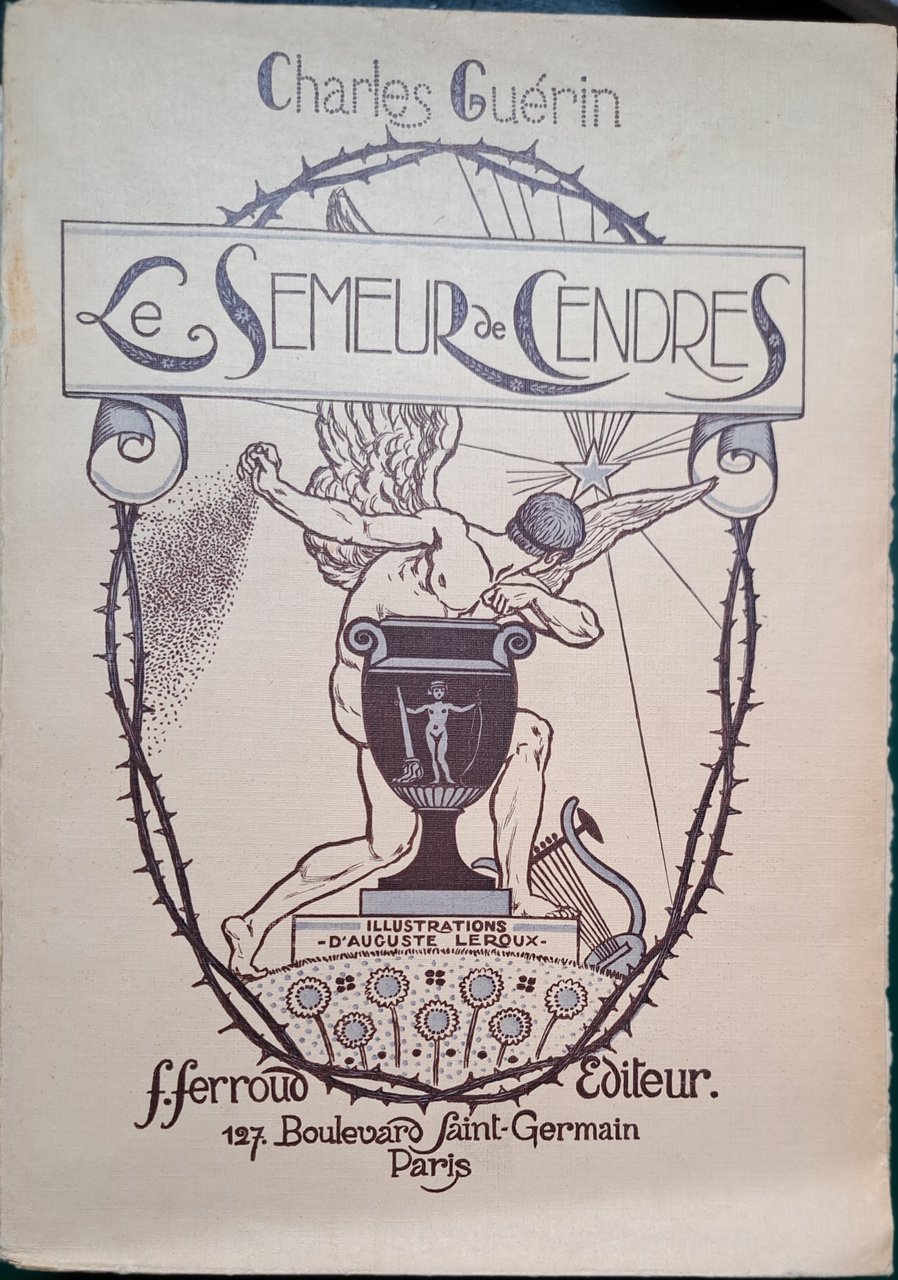 Charles Guérin
Le Semeur de Cendres
ILLUSTRATIONS
-D'AUGUSTE LEROUX-
f. ferroud Editeur.
127. Boulevard Saint-Germain
Paris